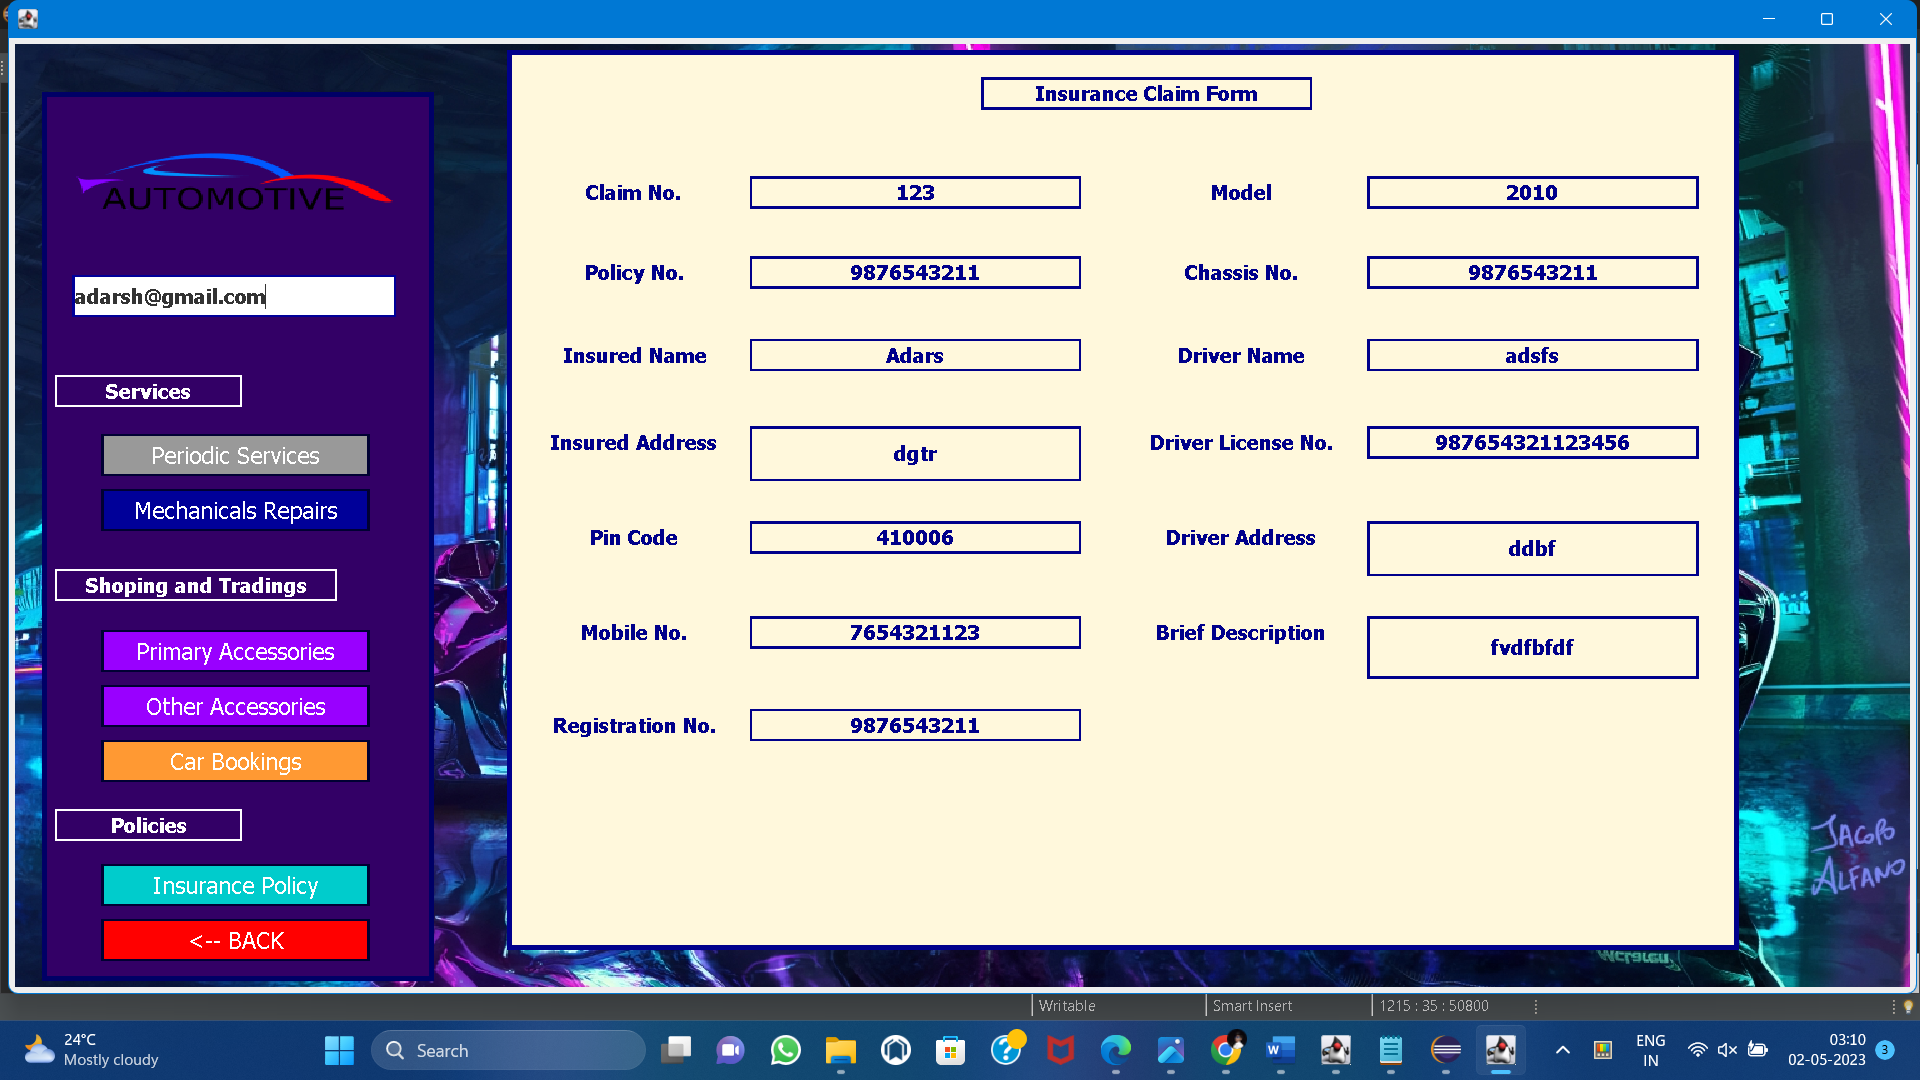 AUTOMOTIVE
adarsh@gmail.com
Services
Periodic Services
Mechanicals Repairs
Shoping and Tradings
Primary Accessories
Other Accessories
Car Bookings
Policies
Insurance Policy
<-- BACK
Insurance Claim Form
Claim No. 123
Model 2010
Policy No. 9876543211
Chassis No. 9876543211
Insured Name Adars
Driver Name adsfs
Insured Address dgtr
Driver License No. 987654321123456
Pin Code 410006
Driver Address ddbf
Mobile No. 7654321123
Brief Description fvdfbfdf
Registration No. 9876543211
JACOB
ALFANO
McLaren
Writable
Smart Insert
1215 : 35 : 50800
24°C
Mostly cloudy
Search
ENG
IN
03:10
02-05-2023
3